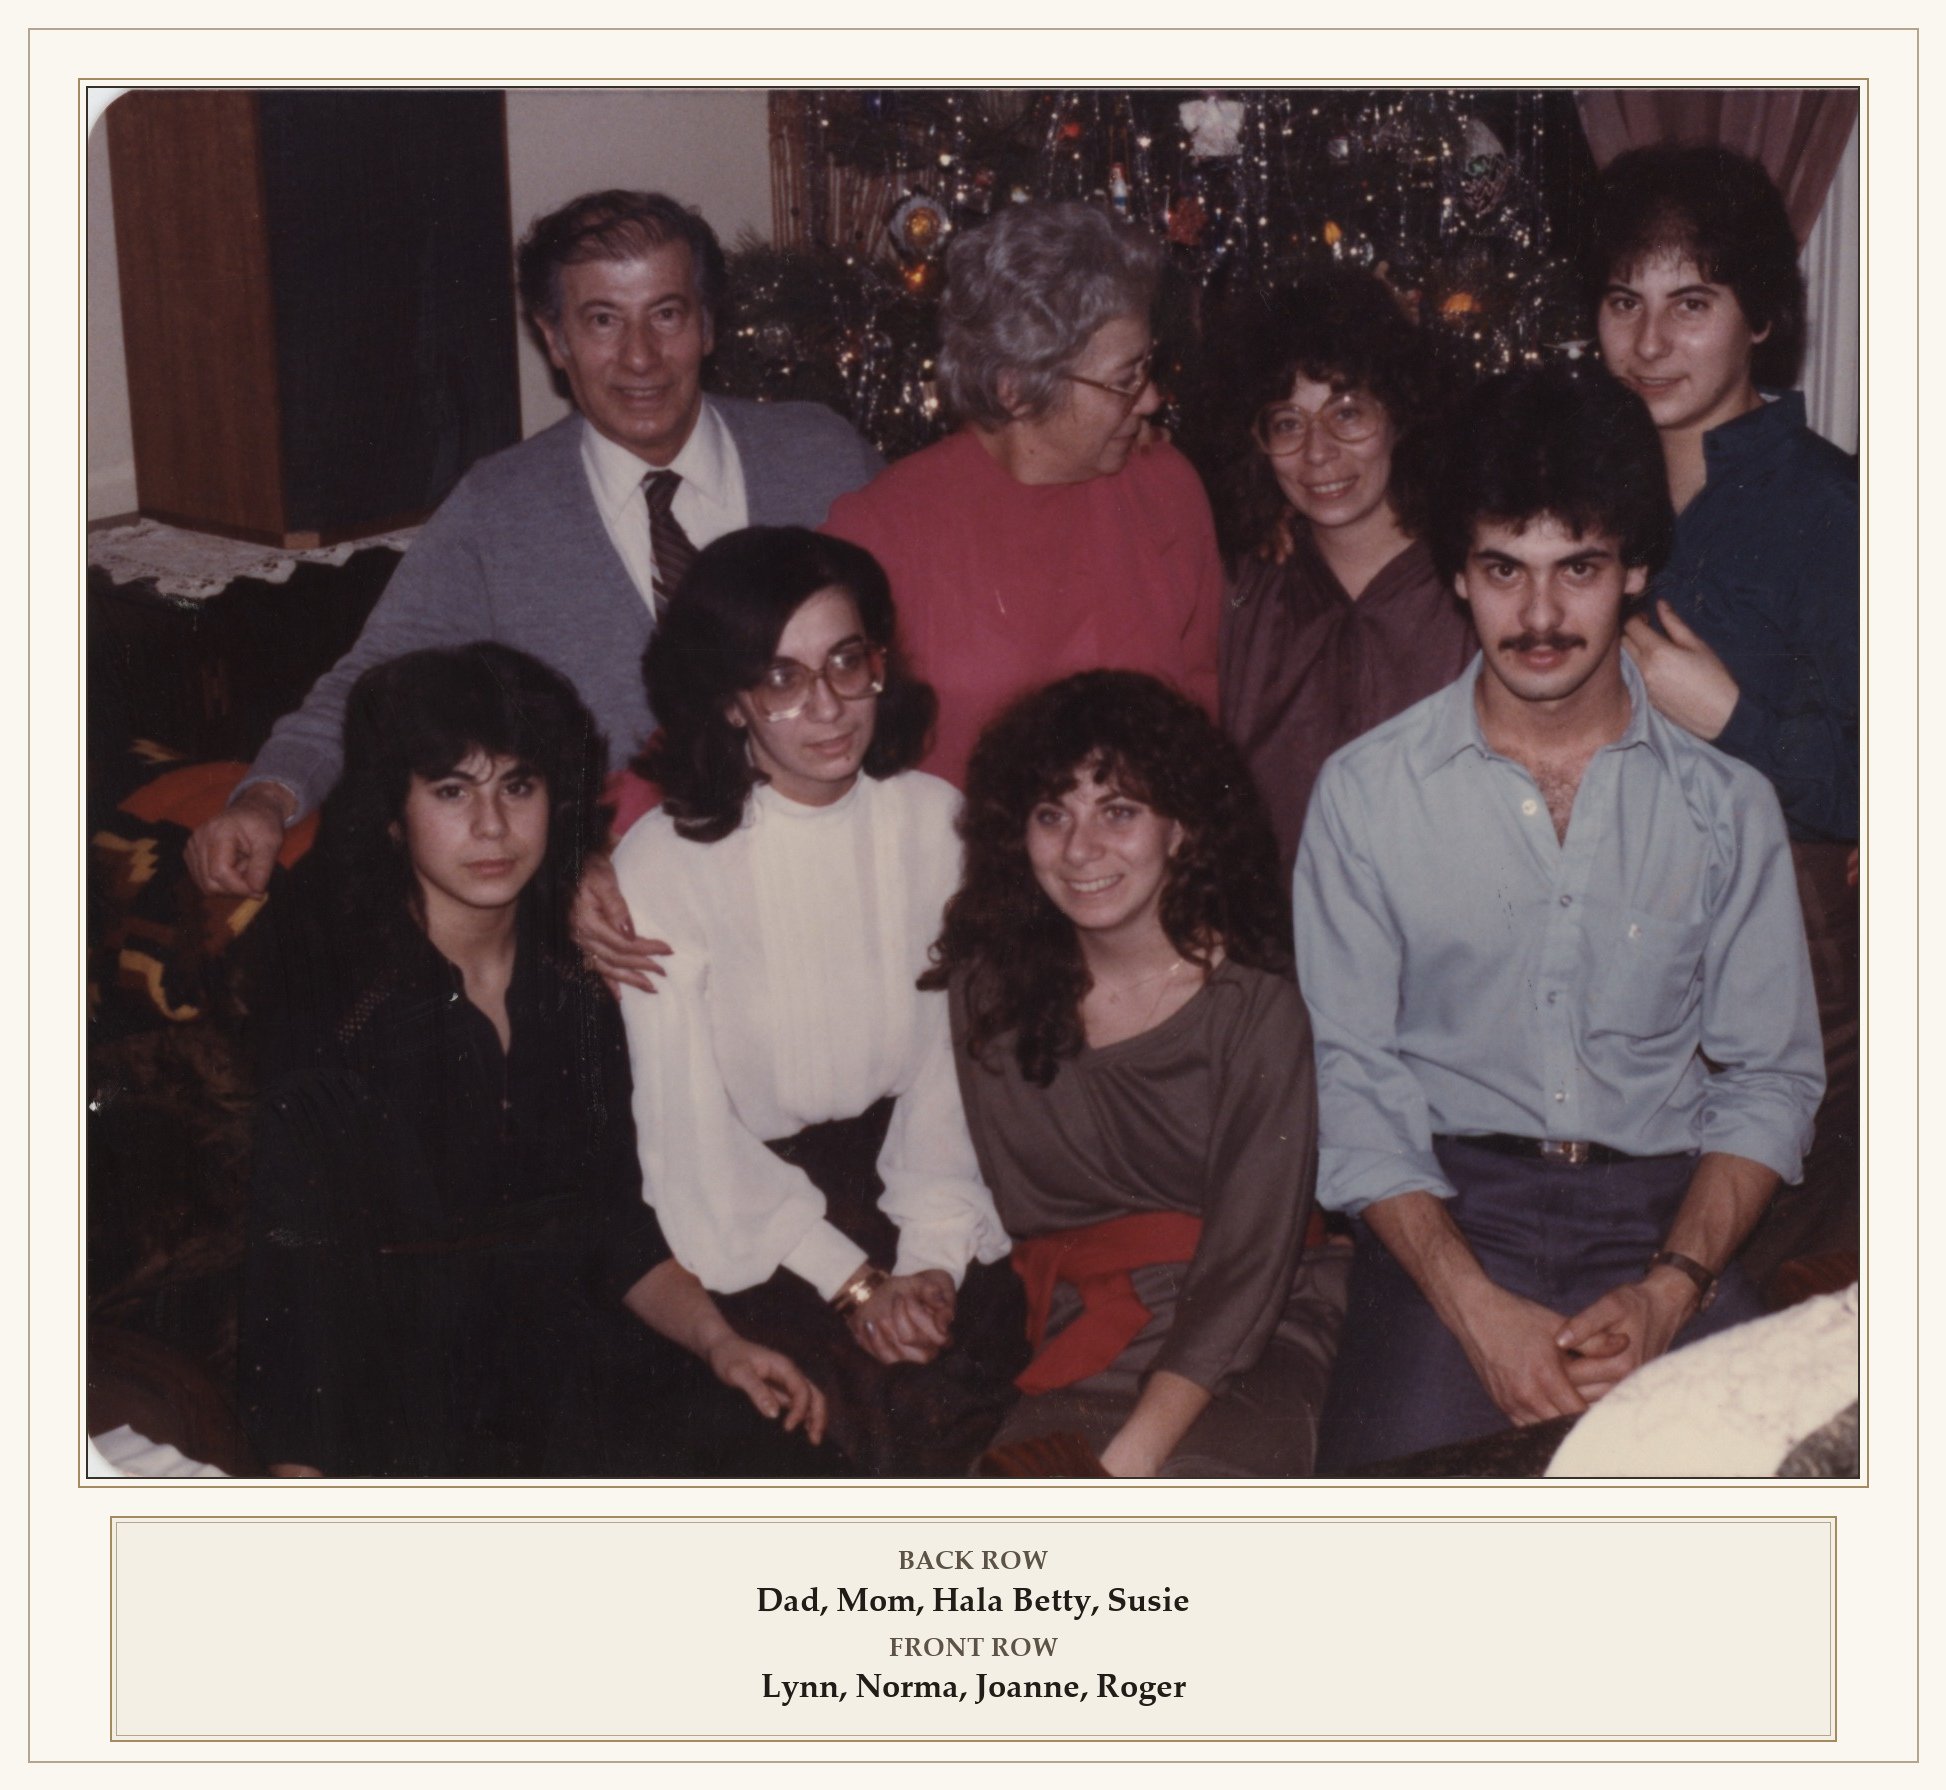 BACK ROW
Dad, Mom, Hala Betty, Susie
FRONT ROW
Lynn, Norma, Joanne, Roger